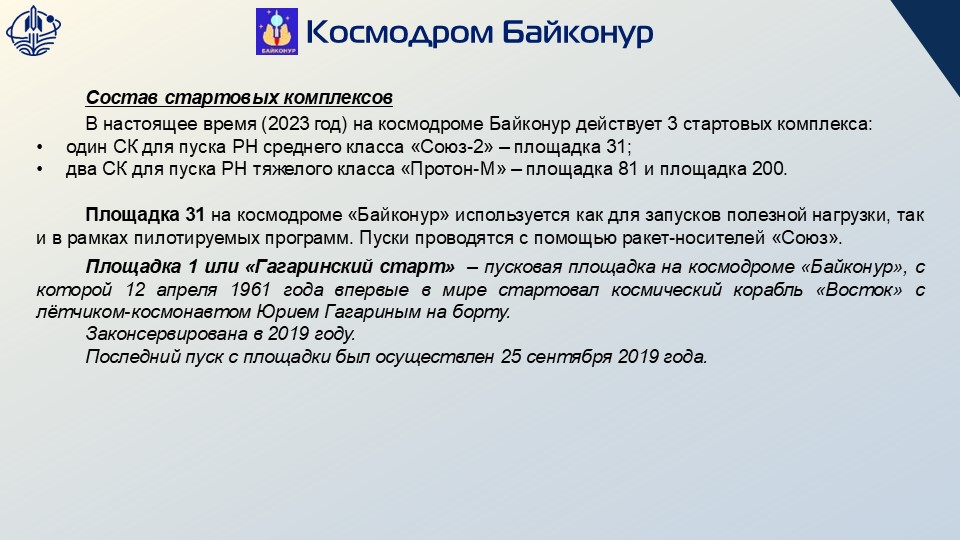 Космодром Байконур
БАЙКОНУР
Состав стартовых комплексов
В настоящее время (2023 год) на космодроме Байконур действует 3 стартовых комплекса:
• один СК для пуска РН среднего класса «Союз-2» – площадка 31;
• два СК для пуска РН тяжелого класса «Протон-М» – площадка 81 и площадка 200.
Площадка 31 на космодроме «Байконур» используется как для запусков полезной нагрузки, так
и в рамках пилотируемых программ. Пуски проводятся с помощью ракет-носителей «Союз».
Площадка 1 или «Гагаринский старт» – пусковая площадка на космодроме «Байконур», с
которой 12 апреля 1961 года впервые в мире стартовал космический корабль «Восток» с
лётчиком-космонавтом Юрием Гагариным на борту.
Законсервирована в 2019 году.
Последний пуск с площадки был осуществлен 25 сентября 2019 года.